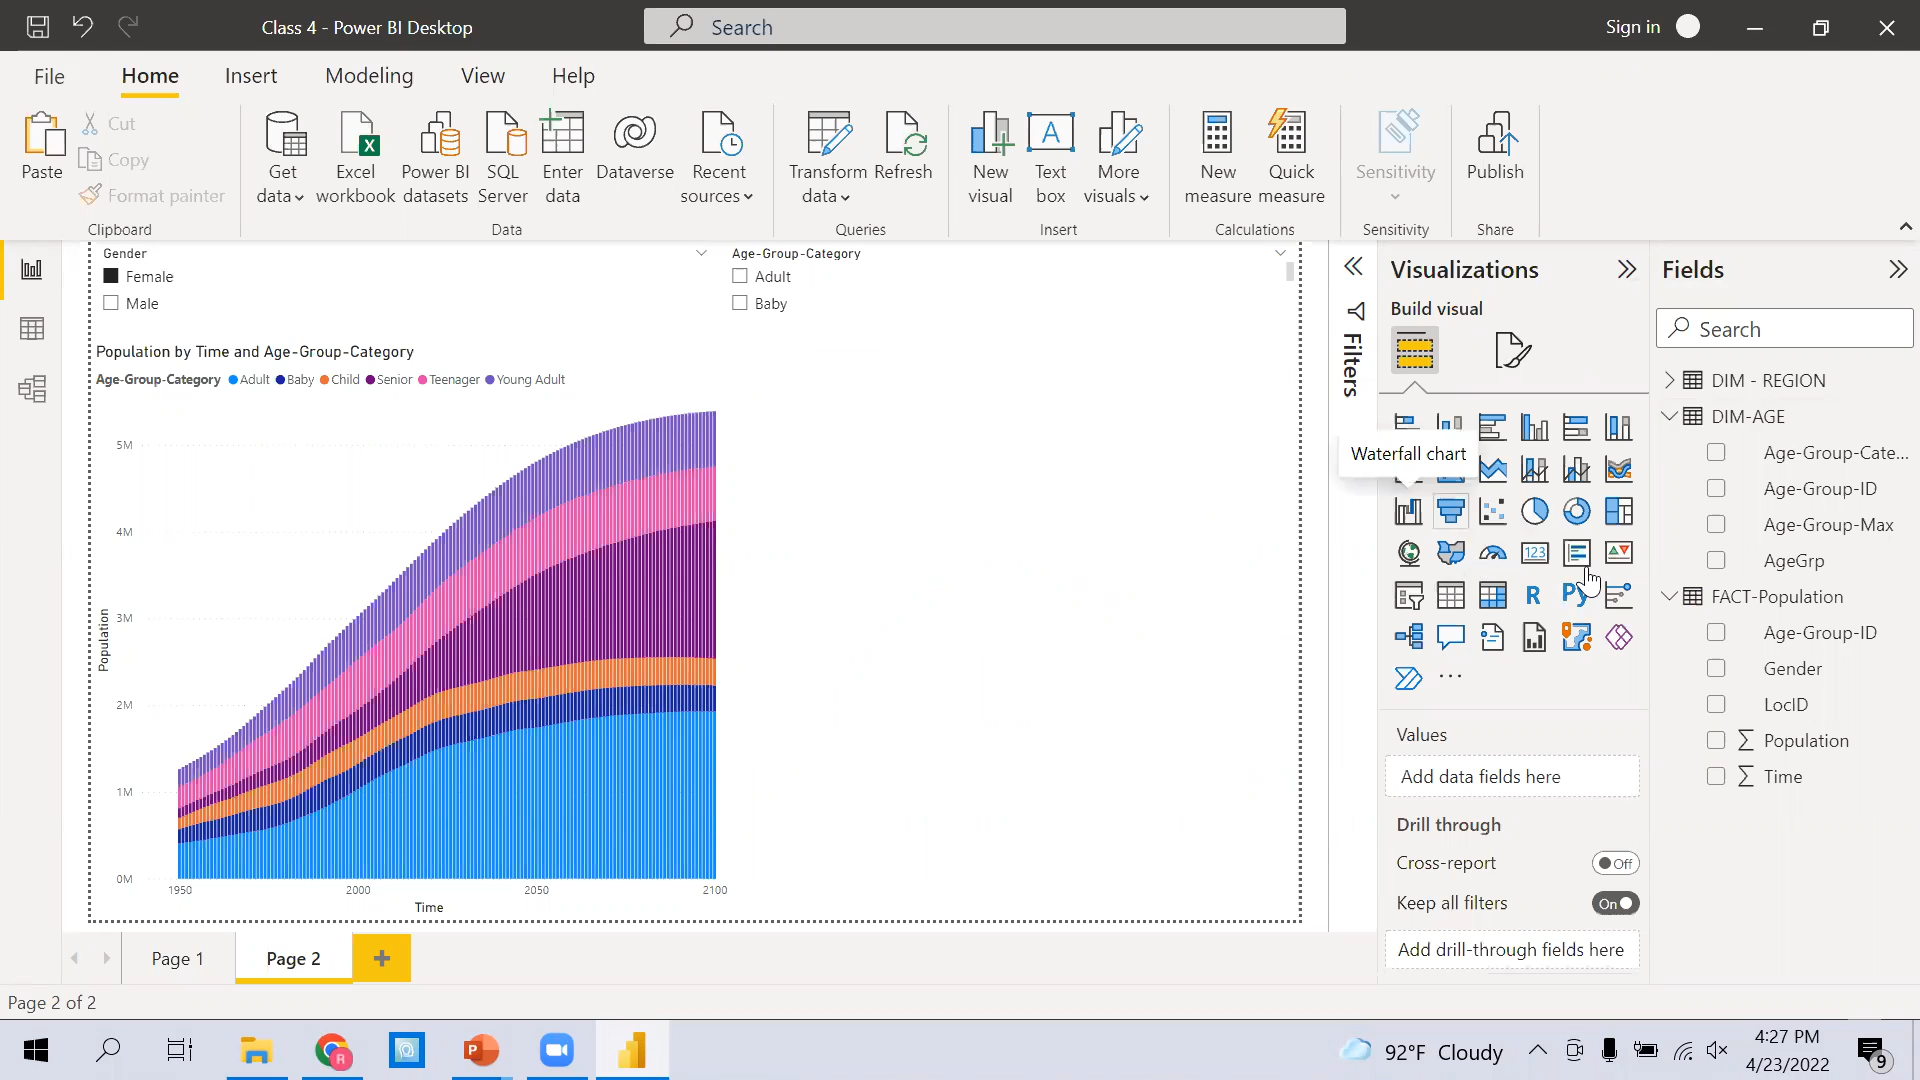 Class 4 - Power BI Desktop
Search
Sign in
File Home Insert Modeling View Help
Paste
Cut
Copy
Format painter
Clipboard
Get data
Excel workbook
Power BI datasets
SQL Server
Enter data
Dataverse
Recent sources
Data
Transform data
Refresh
Queries
New visual
Text box
More visuals
Insert
New measure
Quick measure
Calculations
Sensitivity
Sensitivity
Publish
Share
Gender
Female
Male
Age-Group-Category
Adult
Baby
Population by Time and Age-Group-Category
Age-Group-Category Adult Baby Child Senior Teenager Young Adult
5M
4M
3M
2M
1M
0M
Population
1950 2000 2050 2100
Time
Filters
Visualizations
Build visual
Waterfall chart
123
R
Py
Values
Add data fields here
Drill through
Cross-report
Off
Keep all filters
On
Add drill-through fields here
Fields
Search
DIM - REGION
DIM-AGE
Age-Group-Cate...
Age-Group-ID
Age-Group-Max
AgeGrp
FACT-Population
Age-Group-ID
Gender
LocID
Population
Time
Page 1
Page 2
Page 2 of 2
92°F Cloudy
4:27 PM
4/23/2022
9